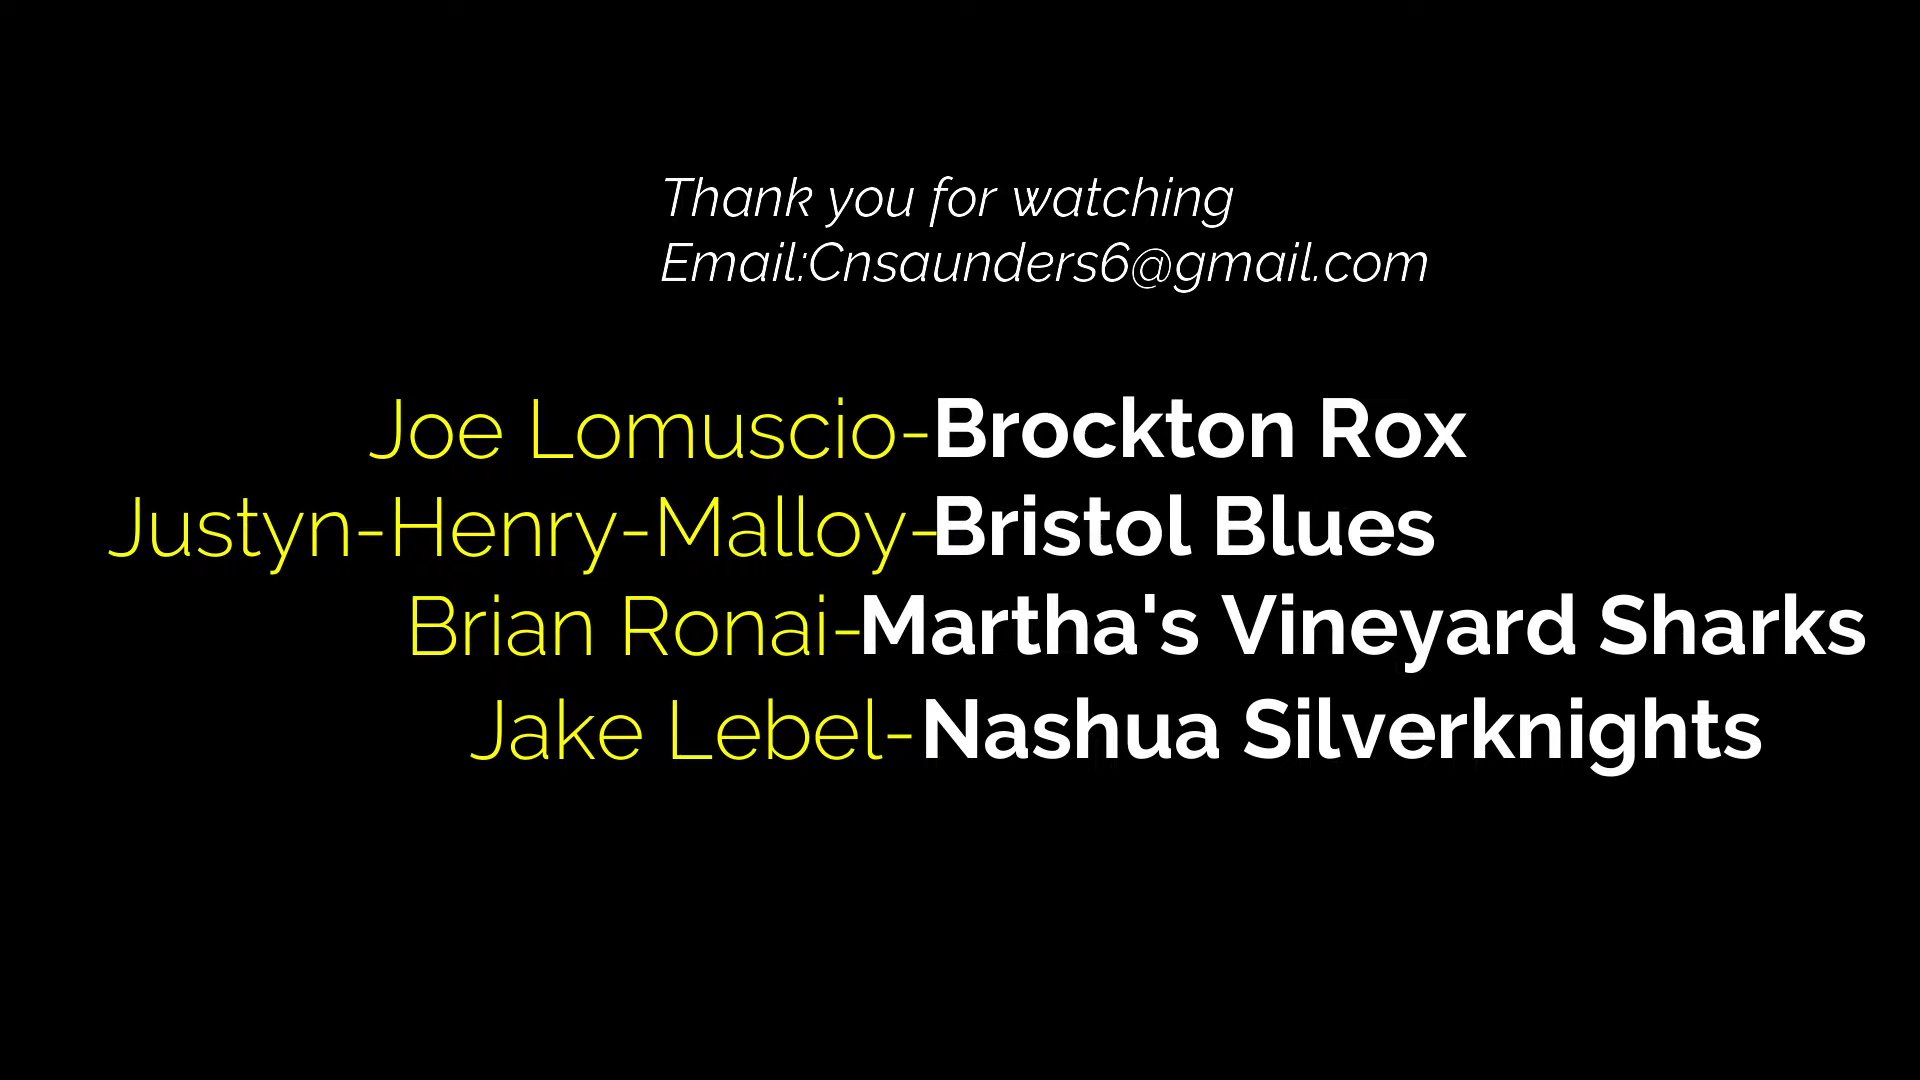 Thank you for watching
Email:Cnsaunders6@gmail.com
Joe Lomuscio-Brockton Rox
Justyn-Henry-Malloy-Bristol Blues
Brian Ronai-Martha's Vineyard Sharks
Jake Lebel-Nashua Silverknights